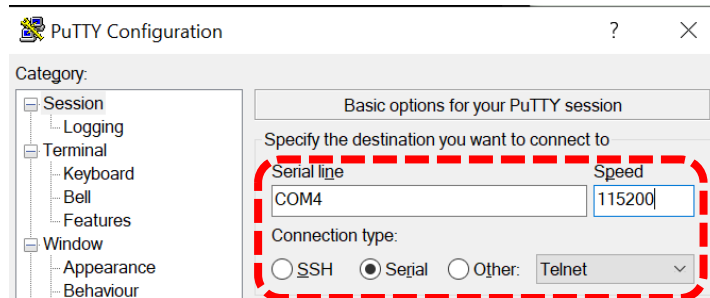 PuTTY Configuration
?
Category:
Session
Logging
Terminal
Keyboard
Bell
Features
Window
Appearance
Behaviour
Basic options for your PuTTY session
Specify the destination you want to connect to
Serial line
Speed
COM4
115200
Connection type:
SSH
Serial
Other:
Telnet